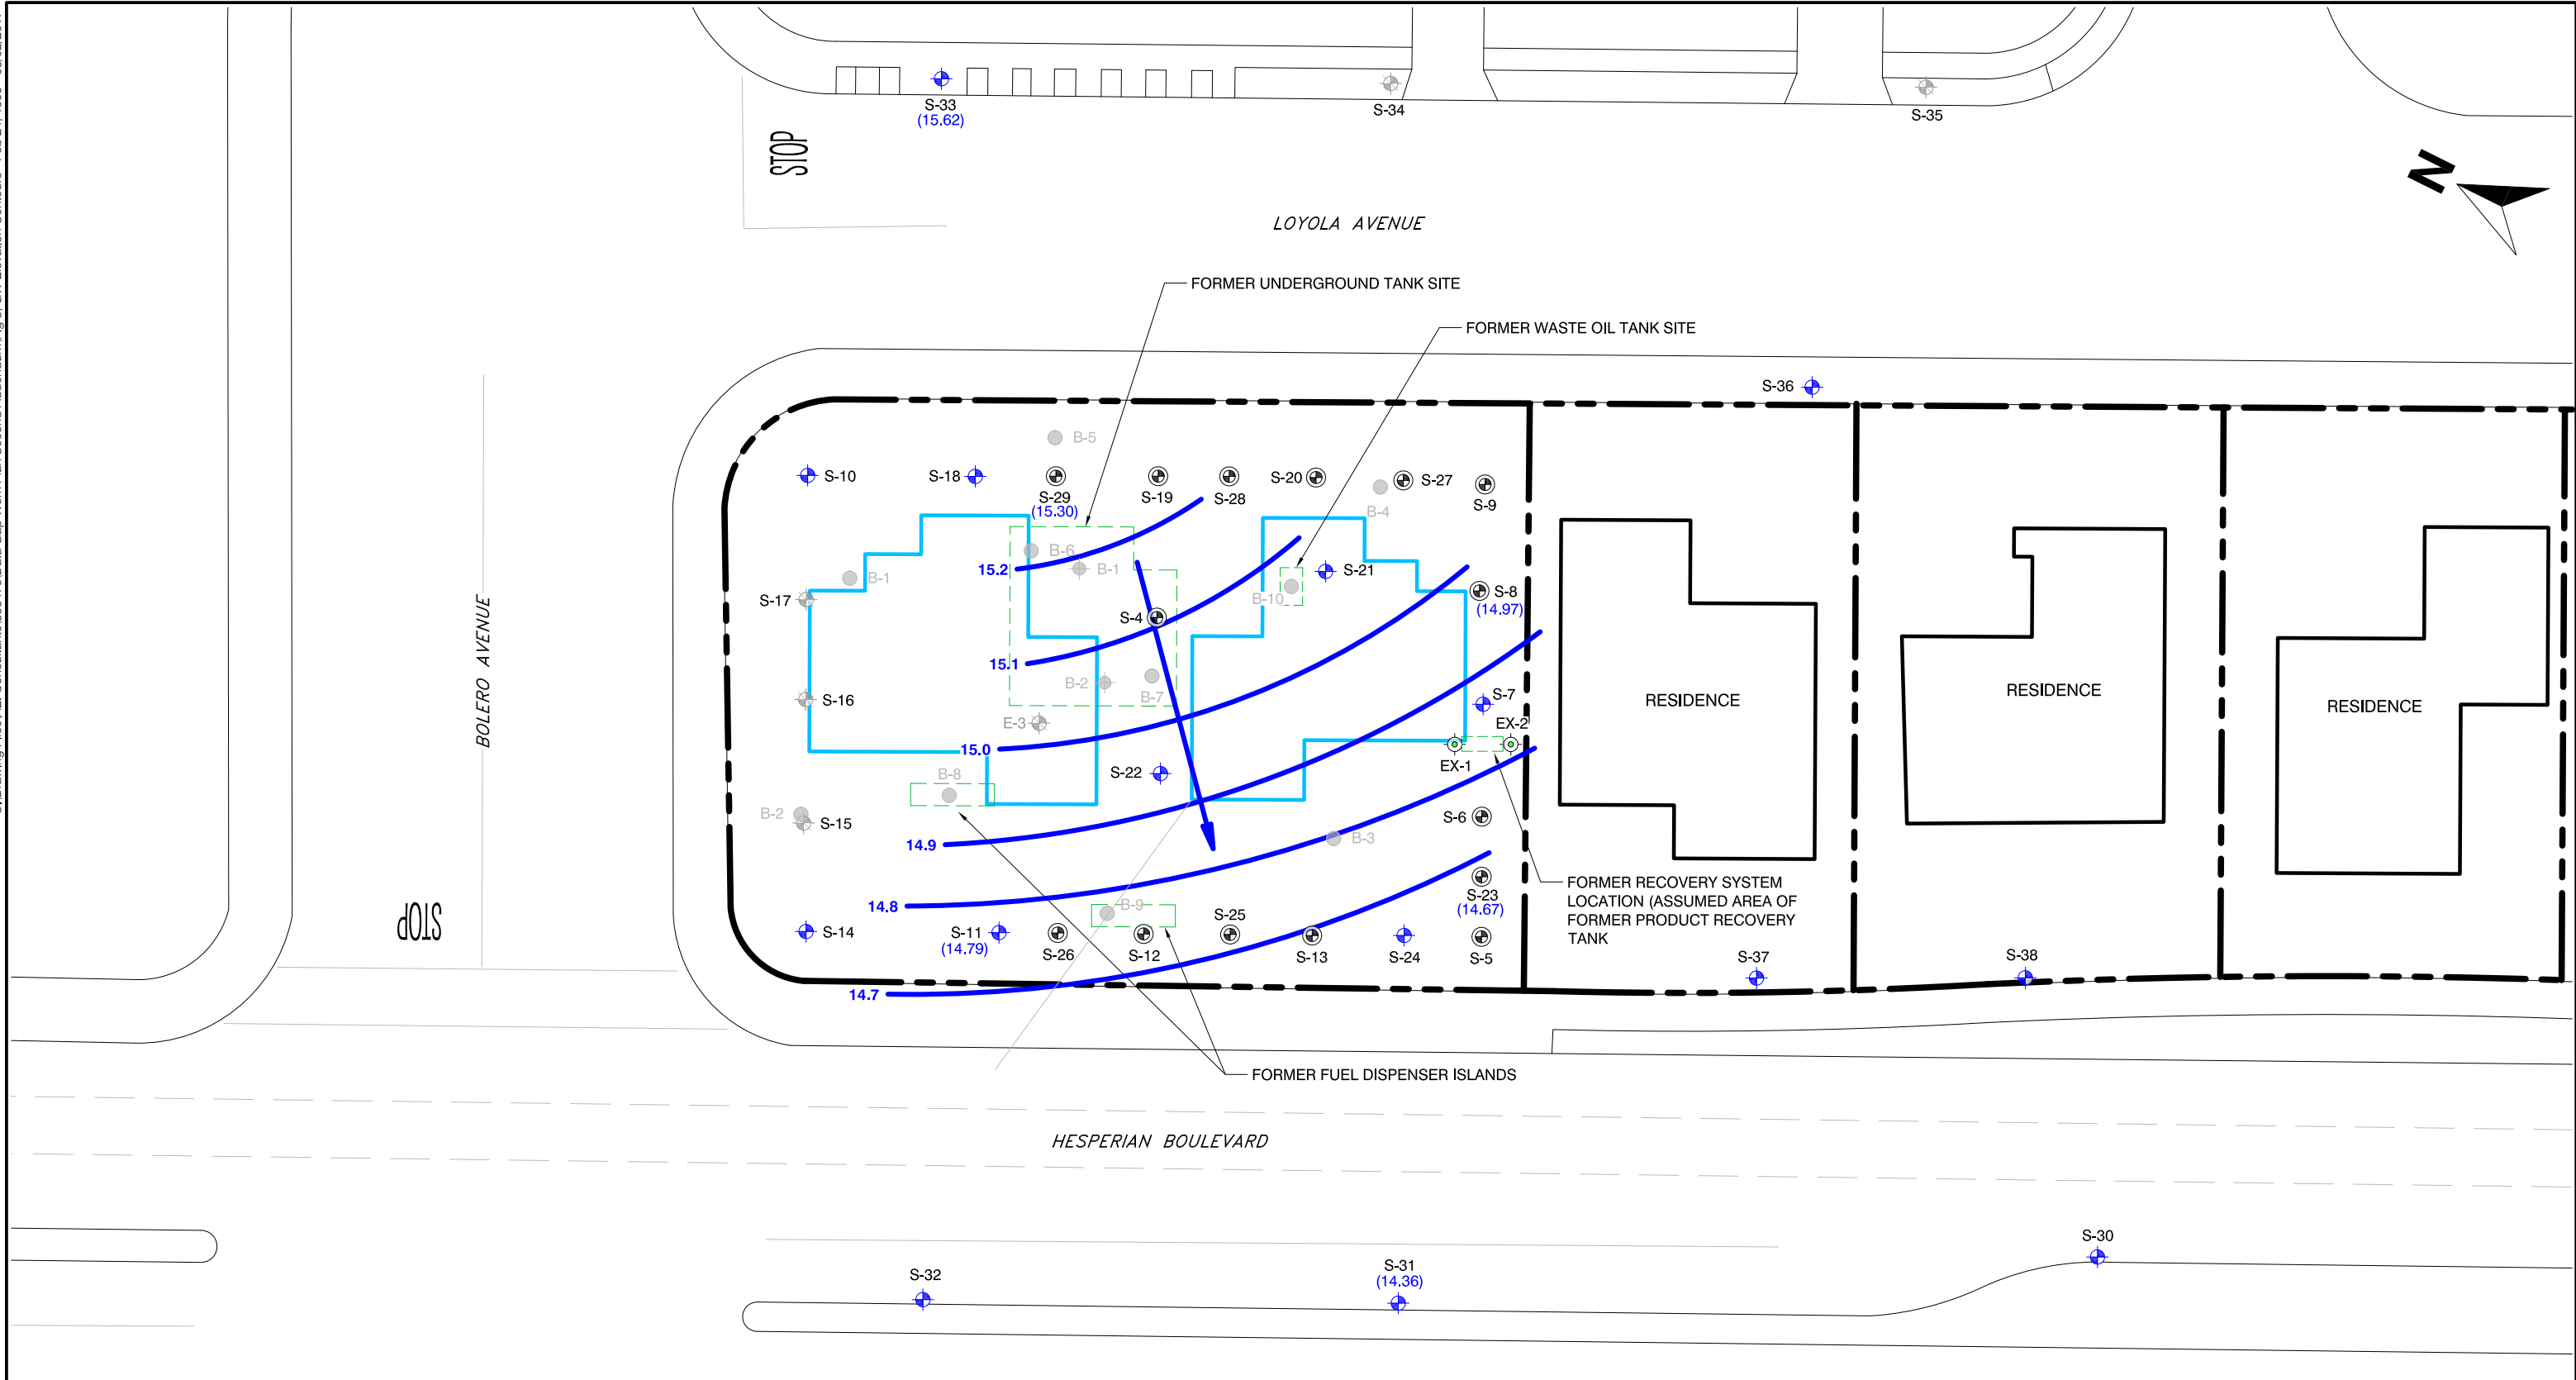 S-33
(15.62)
S-34
S-35
STOP
N
LOYOLA AVENUE
FORMER UNDERGROUND TANK SITE
FORMER WASTE OIL TANK SITE
S-36
B-5
S-10
S-18
S-29
(15.30)
S-19
S-28
S-20
B-4
S-27
S-9
B-6
B-1
15.2
B-1
S-17
S-4
B-10
S-21
S-8
(14.97)
15.1
B-2
B-7
S-16
E-3
15.0
S-7
EX-2
EX-1
BOLERO AVENUE
RESIDENCE
RESIDENCE
RESIDENCE
B-8
S-22
B-2
S-15
14.9
B-3
S-6
14.8
S-23
(14.67)
FORMER RECOVERY SYSTEM
LOCATION (ASSUMED AREA OF
FORMER PRODUCT RECOVERY
TANK
STOP
S-14
S-11
(14.79)
B-9
S-26
S-12
S-25
S-13
S-24
S-5
S-37
S-38
14.7
FORMER FUEL DISPENSER ISLANDS
HESPERIAN BOULEVARD
S-32
S-31
(14.36)
S-30